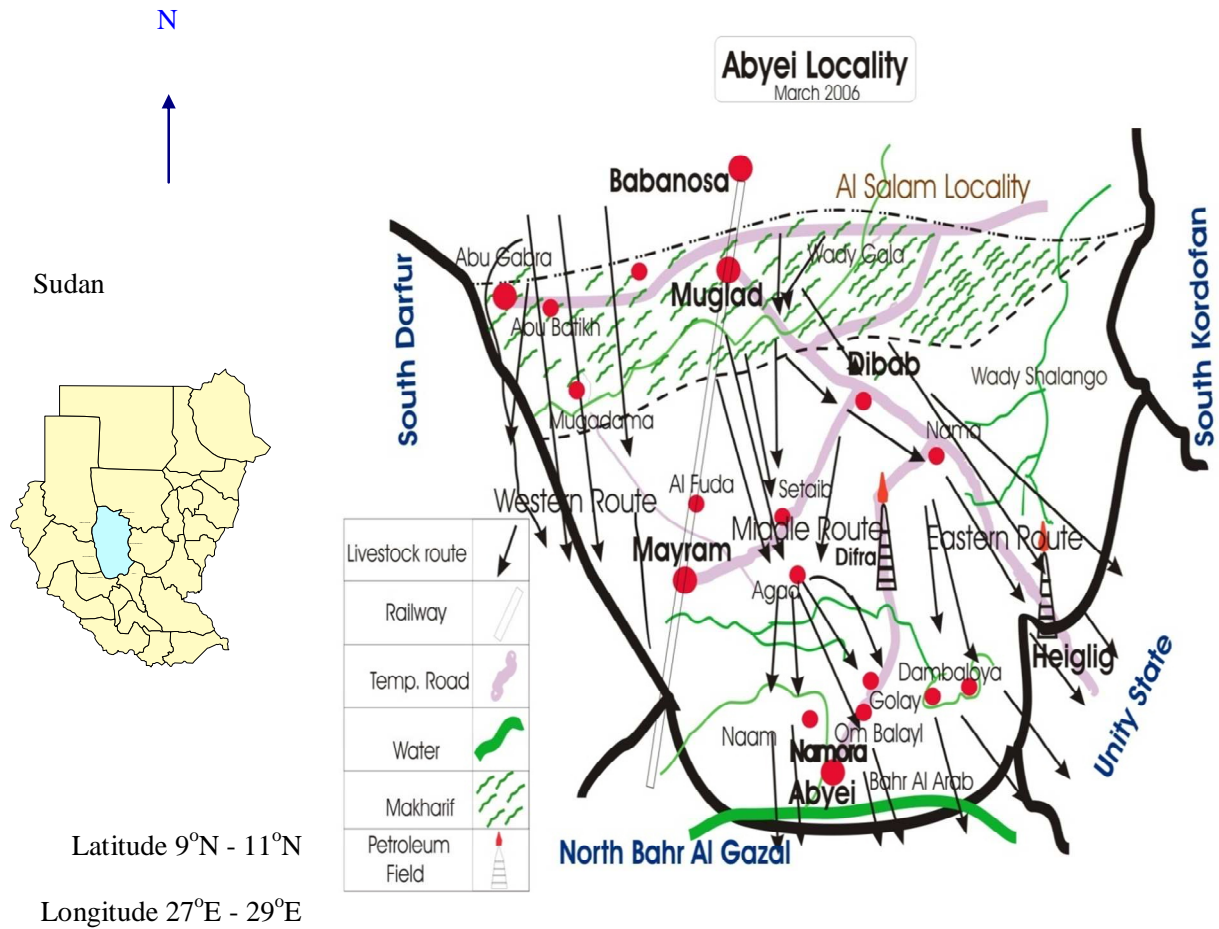 N
Abyei Locality
March 2006
Babanosa
Al Salam Locality
Abu Gabra
Wady Gala
Sudan
Muglad
Abu Batikh
South Darfur
South Kordofan
Dibab
Wady Shalango
Mugadama
Nama
Al Fuda
Setaib
Western Route
Middle Route
Eastern Route
Livestock route
Mayram
Difra
Agad
Railway
Heiglig
Temp. Road
Dambaloya
Golay
Unity State
Naam
Om Balayl
Water
Namora
Bahr Al Arab
Abyei
Makharif
Latitude 9°N - 11°N
North Bahr Al Gazal
Petroleum
Field
Longitude 27°E - 29°E